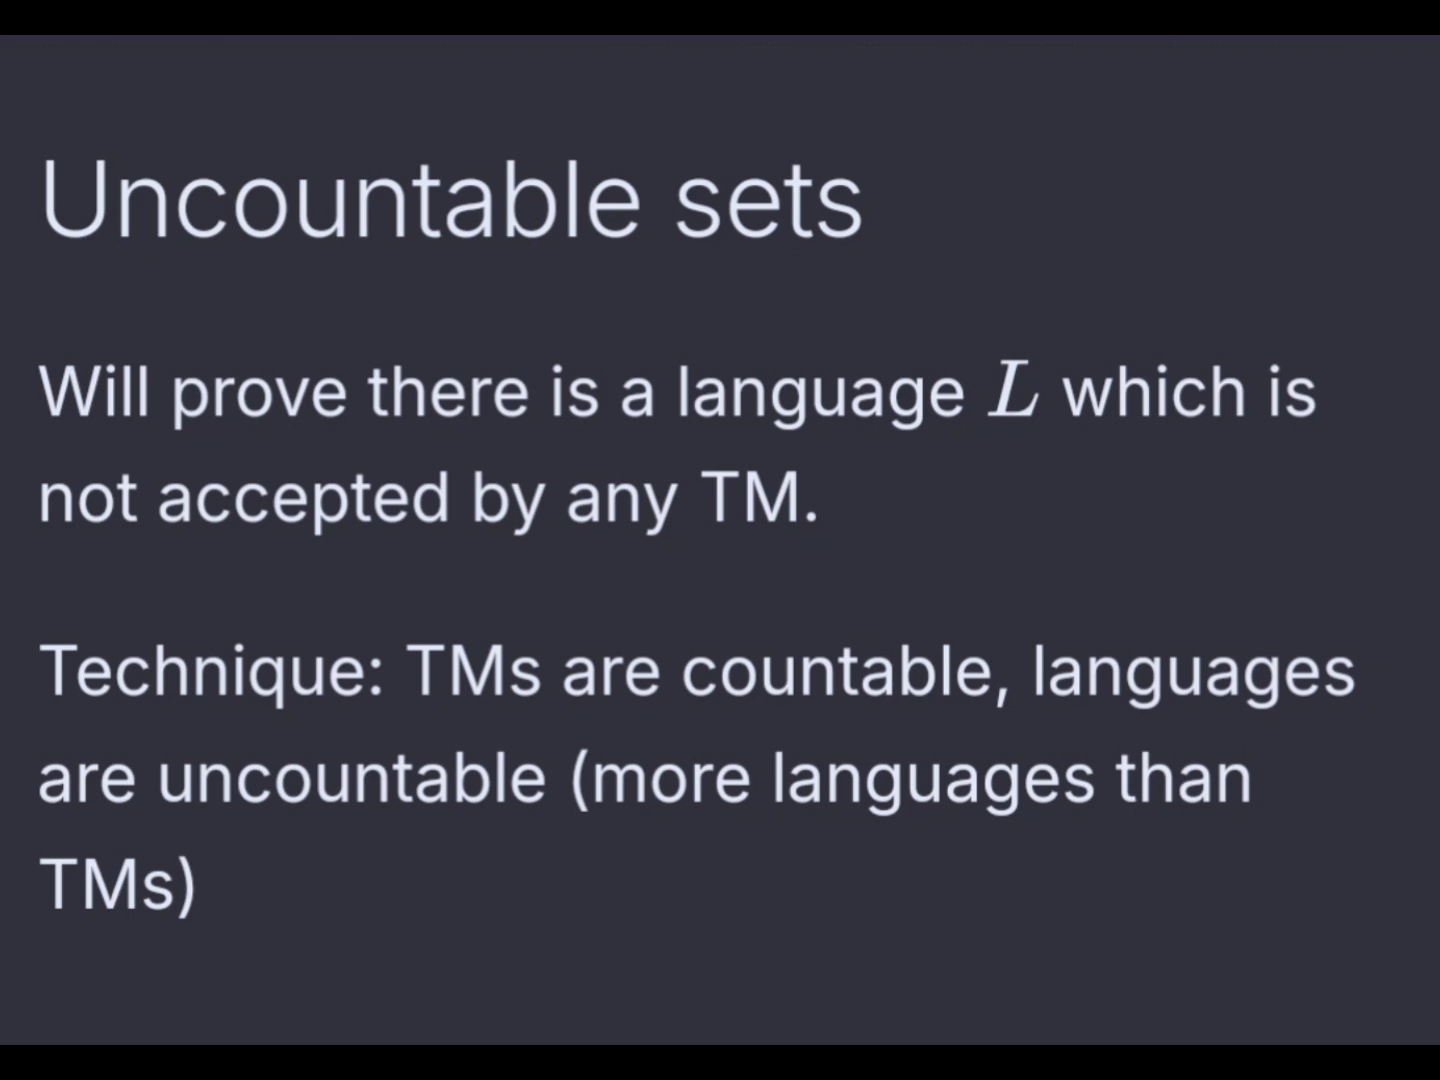 Uncountable sets
Will prove there is a language L which is
not accepted by any TM.
Technique: TMs are countable, languages
are uncountable (more languages than
TMs)